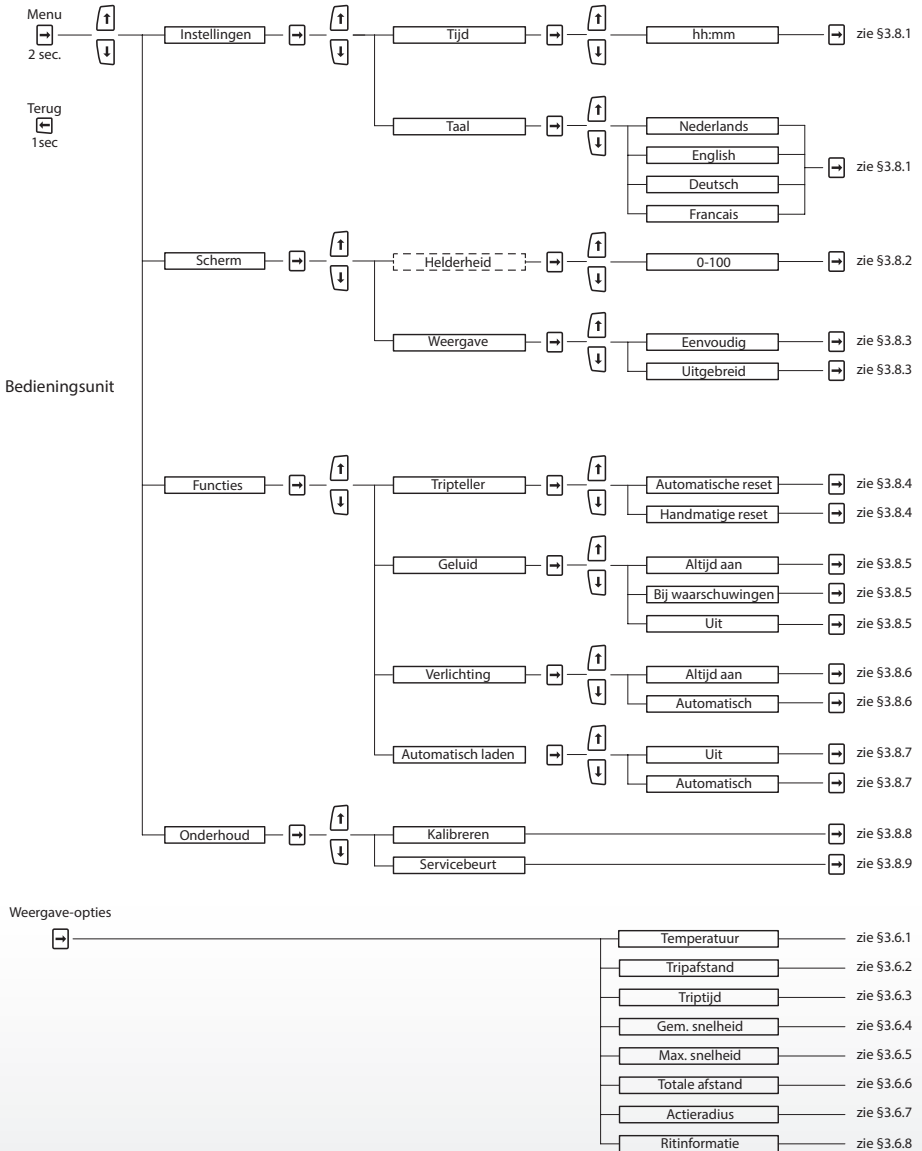 Menu
2 sec.
Instellingen
Tijd
hh:mm
zie §3.8.1
Terug
1sec
Taal
Nederlands
English
Deutsch
Francais
zie §3.8.1
Scherm
Helderheid
0-100
zie §3.8.2
Weergave
Eenvoudig
zie §3.8.3
Uitgebreid
zie §3.8.3
Bedieningsunit
Functies
Tripteller
Automatische reset
zie §3.8.4
Handmatige reset
zie §3.8.4
Geluid
Altijd aan
zie §3.8.5
Bij waarschuwingen
zie §3.8.5
Uit
zie §3.8.5
Verlichting
Altijd aan
zie §3.8.6
Automatisch
zie §3.8.6
Automatisch laden
Uit
zie §3.8.7
Automatisch
zie §3.8.7
Onderhoud
Kalibreren
zie §3.8.8
Servicebeurt
zie §3.8.9
Weergave-opties
Temperatuur
zie §3.6.1
Tripafstand
zie §3.6.2
Triptijd
zie §3.6.3
Gem. snelheid
zie §3.6.4
Max. snelheid
zie §3.6.5
Totale afstand
zie §3.6.6
Actieradius
zie §3.6.7
Ritinformatie
zie §3.6.8